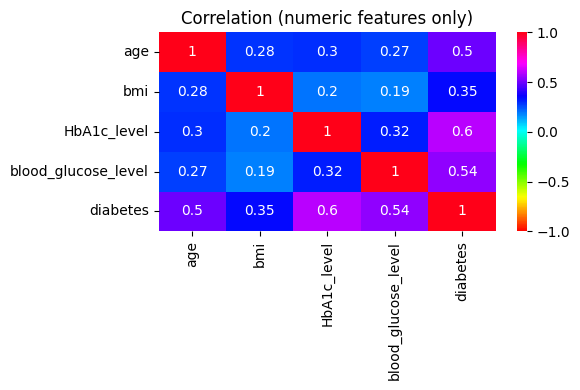 Correlation (numeric features only)
age 1 0.28 0.3 0.27 0.5
bmi 0.28 1 0.2 0.19 0.35
HbA1c_level 0.3 0.2 1 0.32 0.6
blood_glucose_level 0.27 0.19 0.32 1 0.54
diabetes 0.5 0.35 0.6 0.54 1
age bmi HbA1c_level blood_glucose_level diabetes
1.0
0.5
0.0
−0.5
−1.0